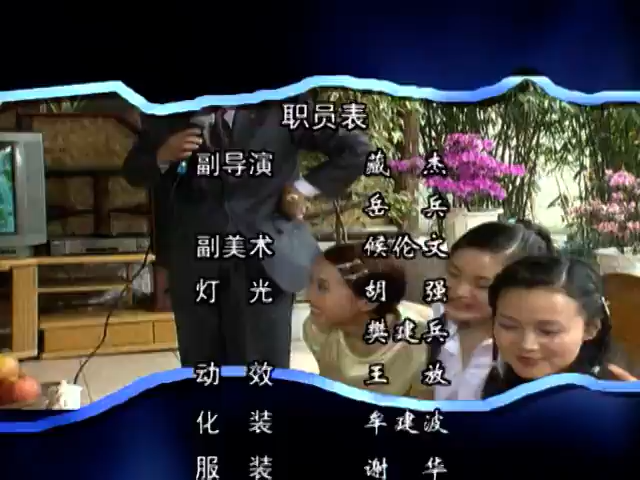 职员表
副导演 藏 杰
岳 兵
副美术 候伦文
灯 光 胡 强
樊建兵
动 效 王 放
化 装 牟建波
服 装 谢 华